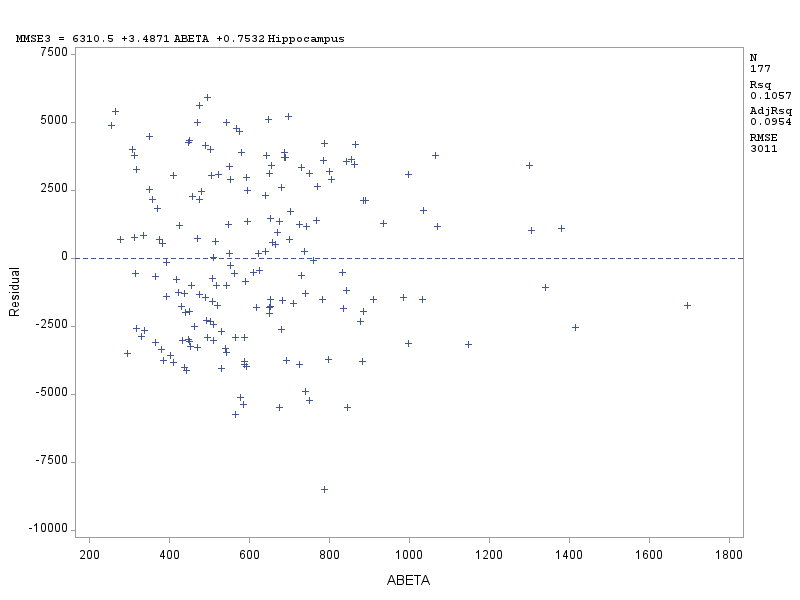 MMSE3 = 6310.5 +3.4871 ABETA +0.7532 Hippocampus
7500
5000
2500
0
-2500
-5000
-7500
-10000
Residual
200 400 600 800 1000 1200 1400 1600 1800
ABETA
N
177
Rsq
0.1057
AdjRsq
0.0954
RMSE
3011